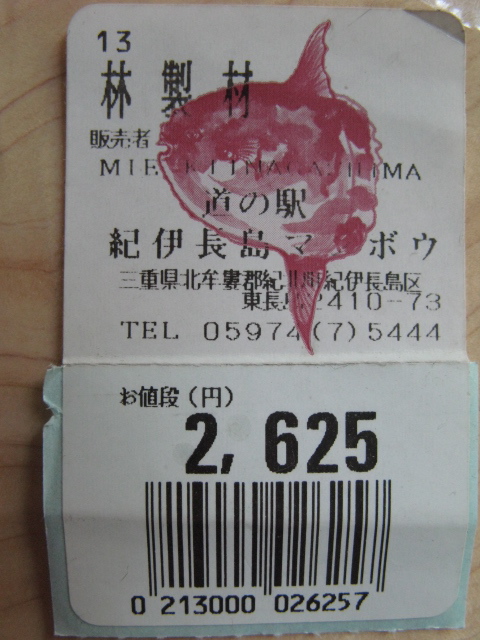 13
林 製 材
販売者
MIE KIINAGASHIMA
道の駅
紀伊長島マンボウ
三重県北牟婁郡紀北町紀伊長島区
東長島2410-73
TEL 05974(7)5444
お値段(円)
2,625
0 213000 026257